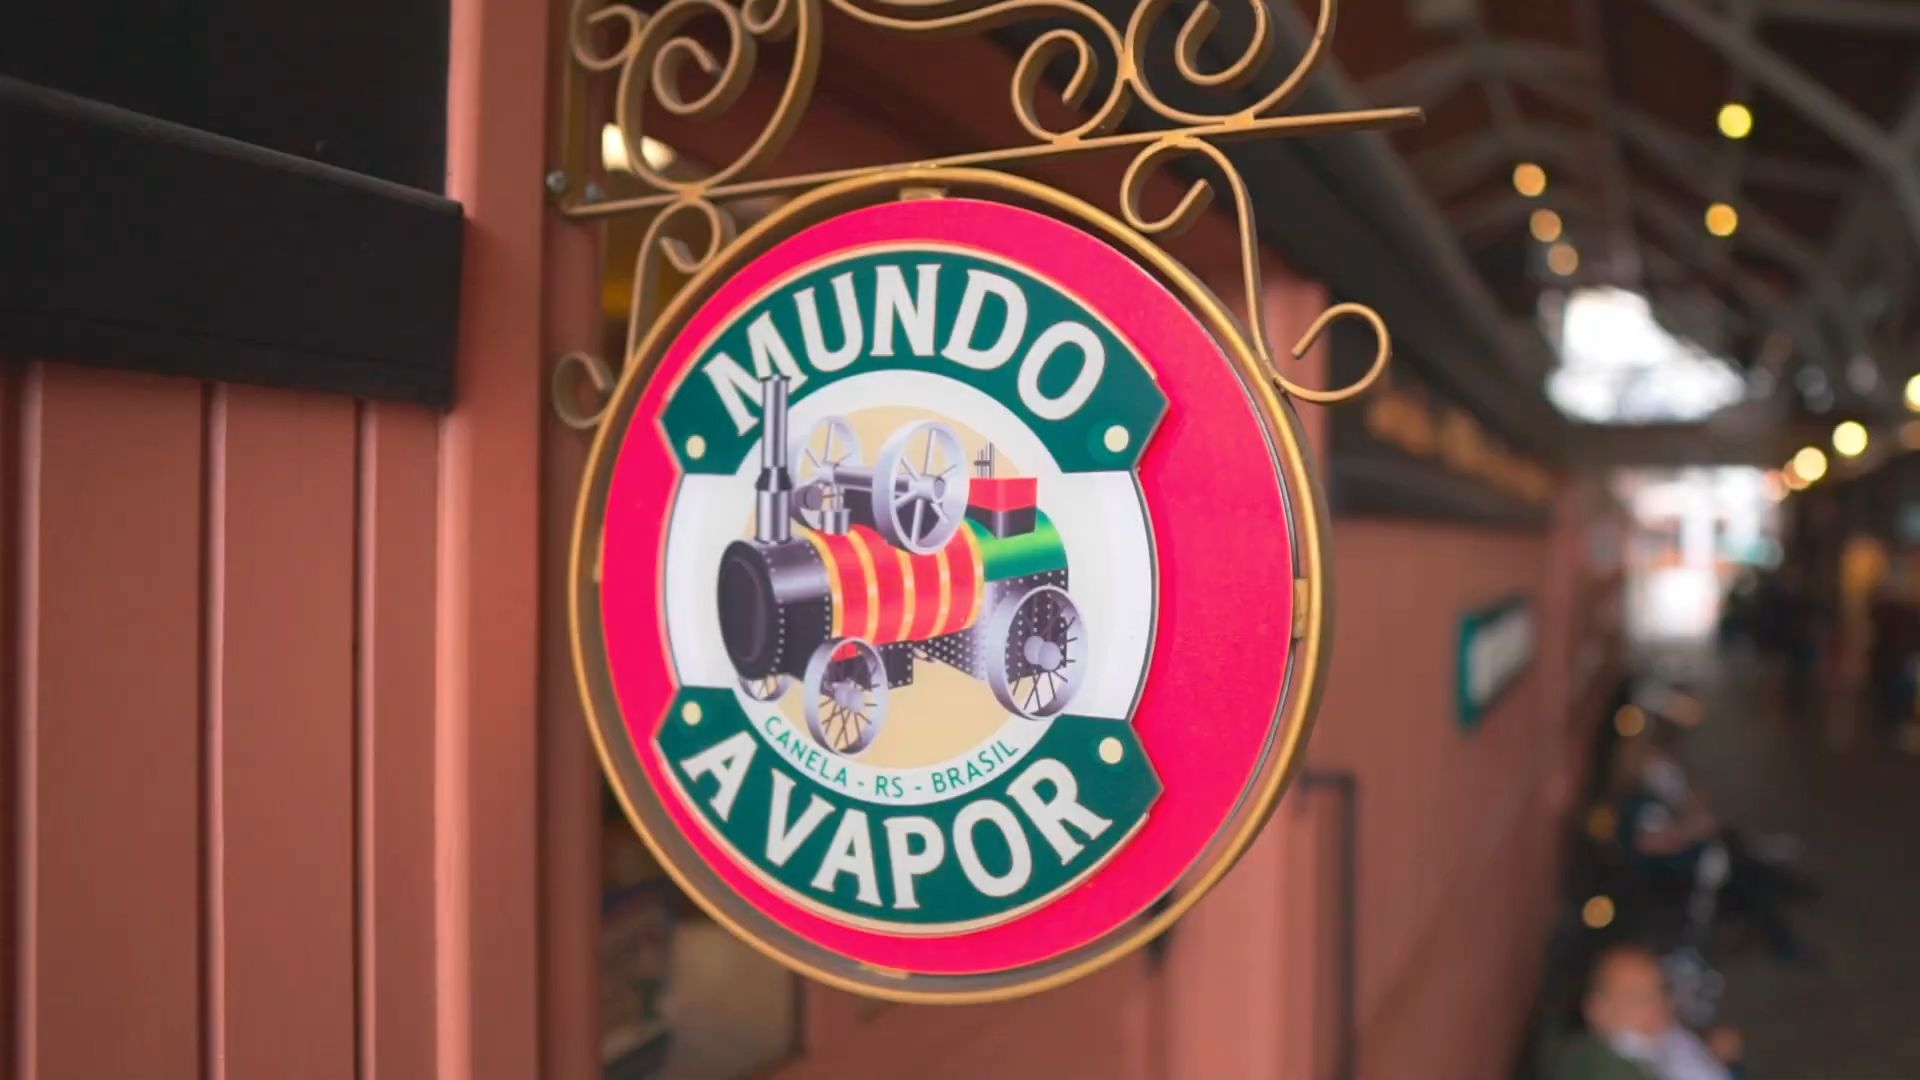 MUNDO
CANELA - RS - BRASIL
A VAPOR